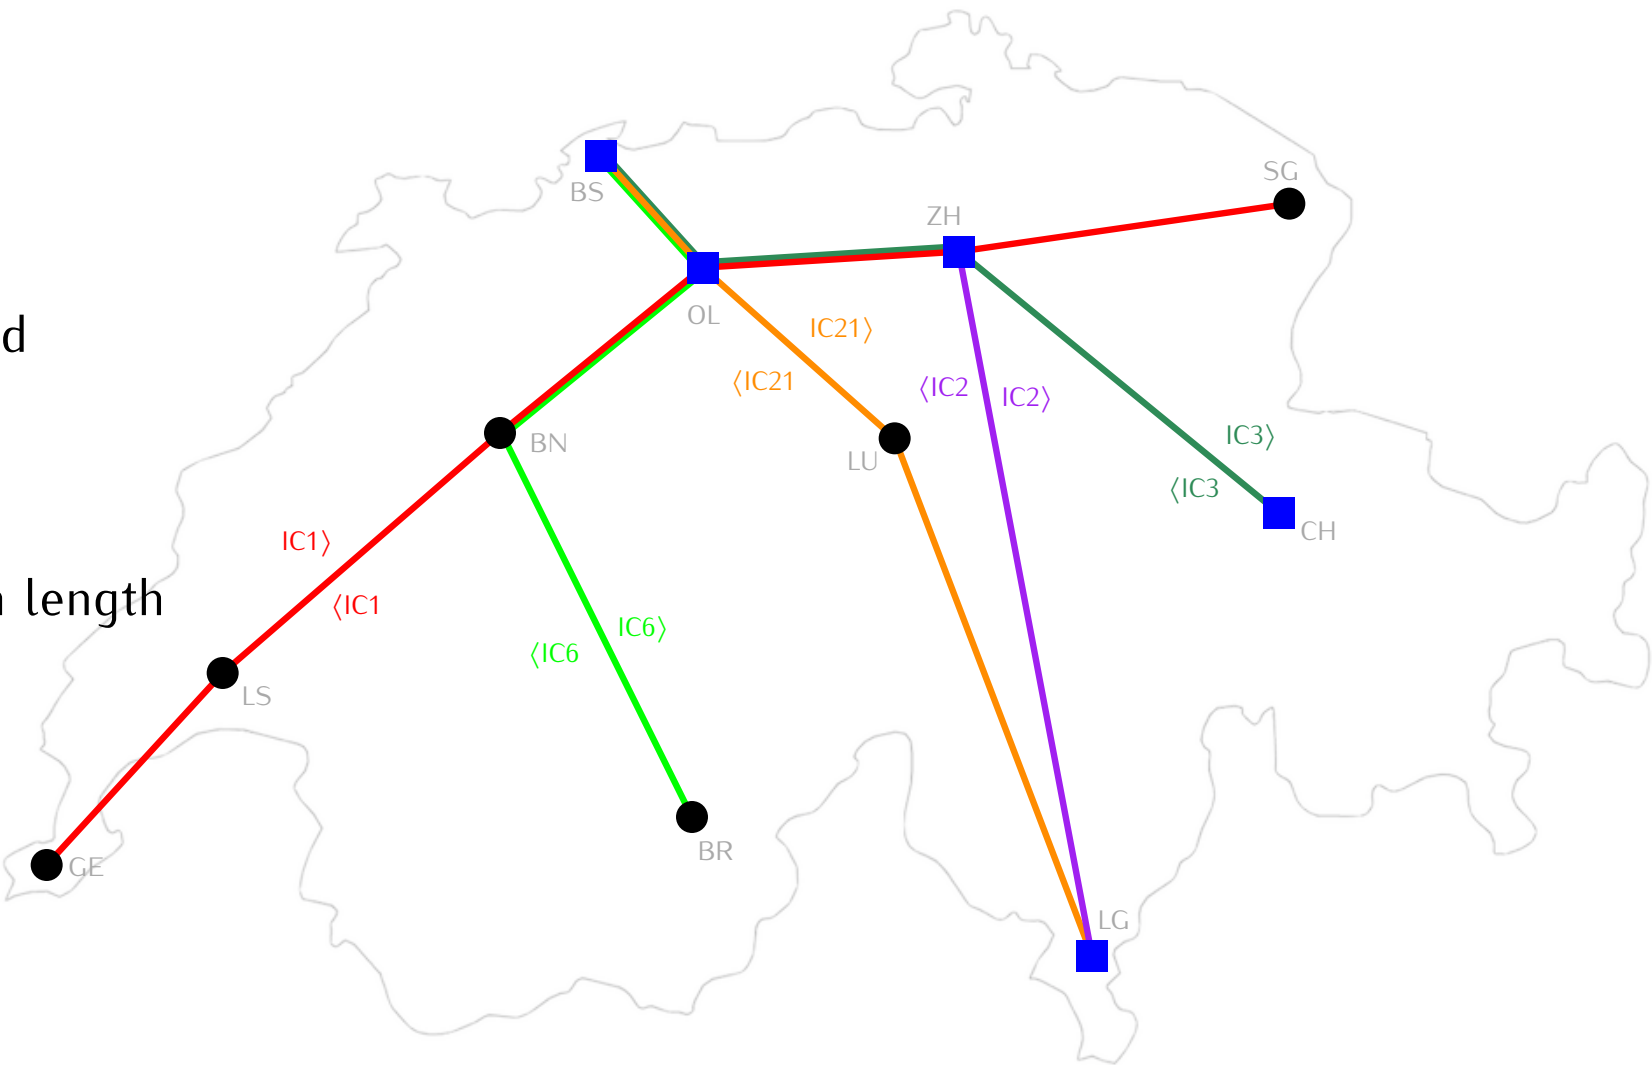 SG
BS
ZH
OL
IC21⟩
d
⟨IC21
⟨IC2
IC2⟩
IC3⟩
BN
LU
⟨IC3
CH
IC1⟩
length
⟨IC1
IC6⟩
⟨IC6
LS
BR
GE
LG